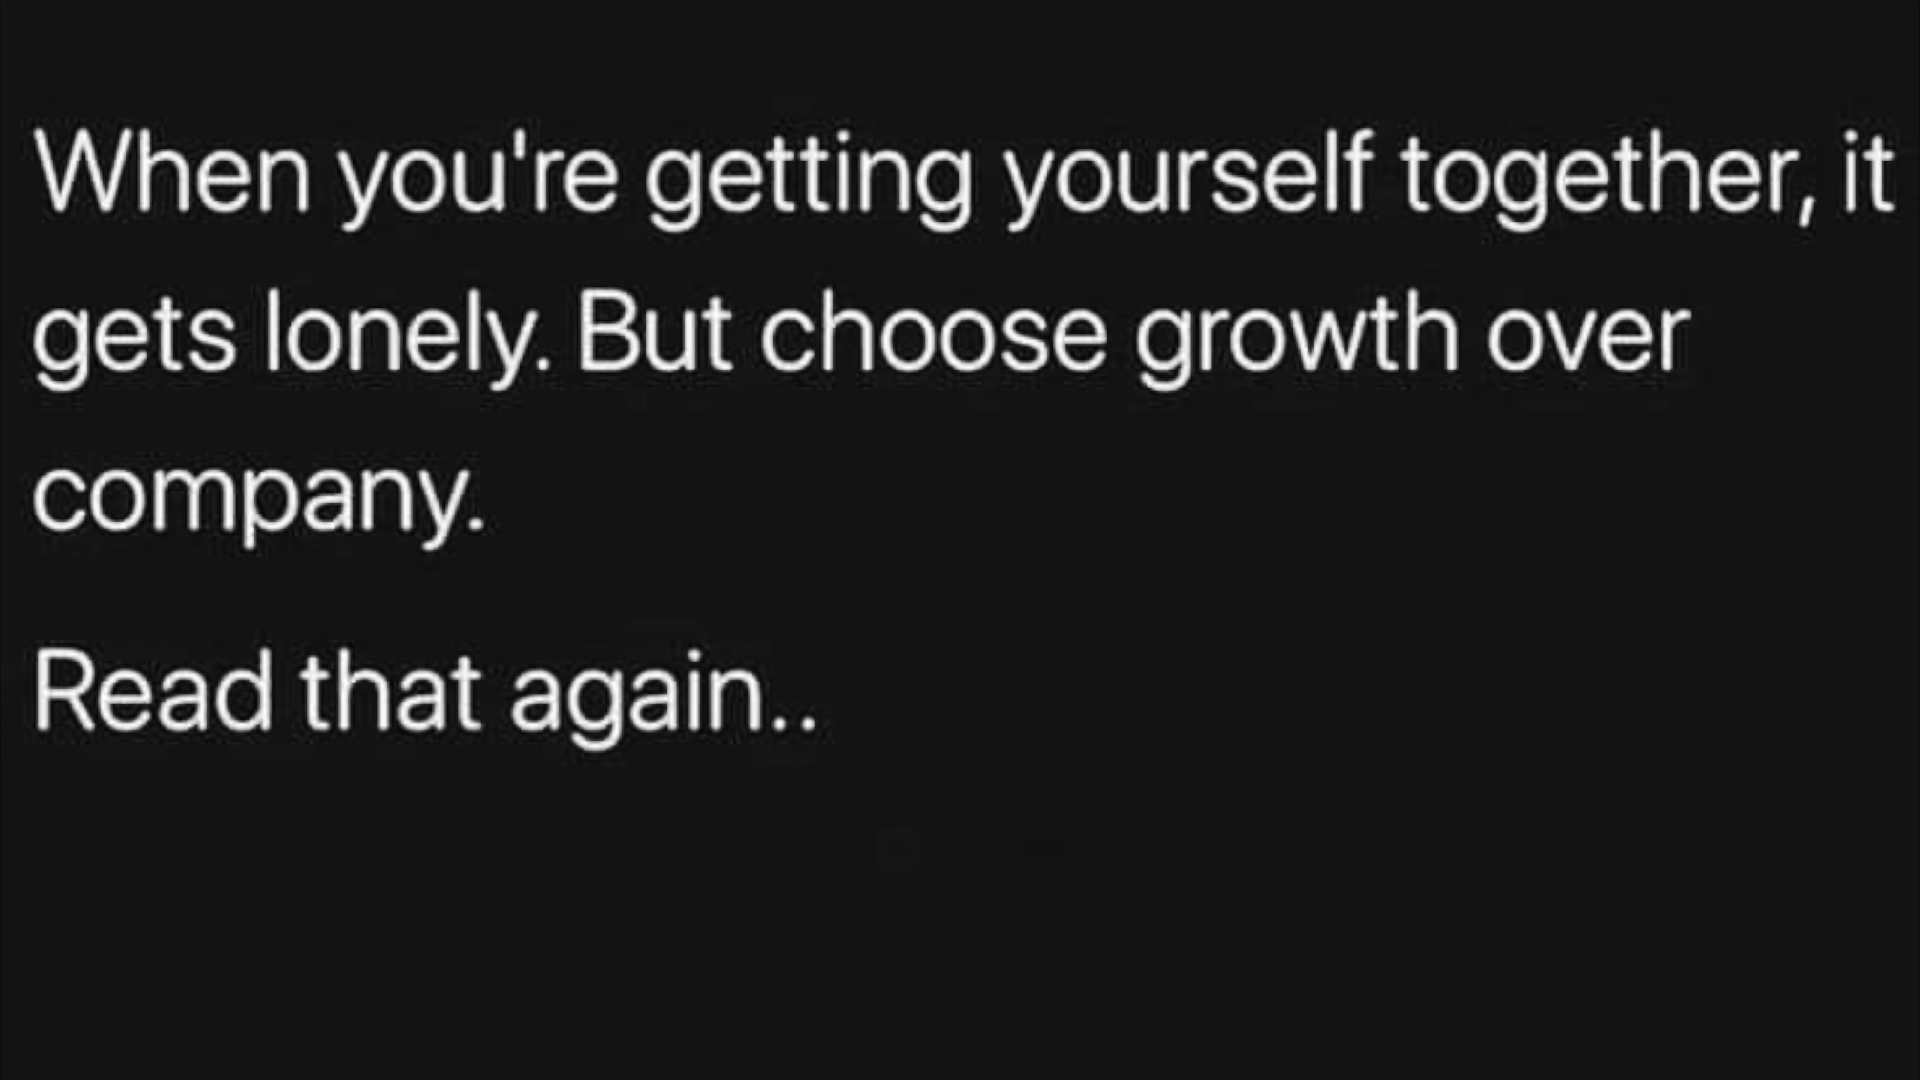 When you're getting yourself together, it
gets lonely. But choose growth over
company.
Read that again..